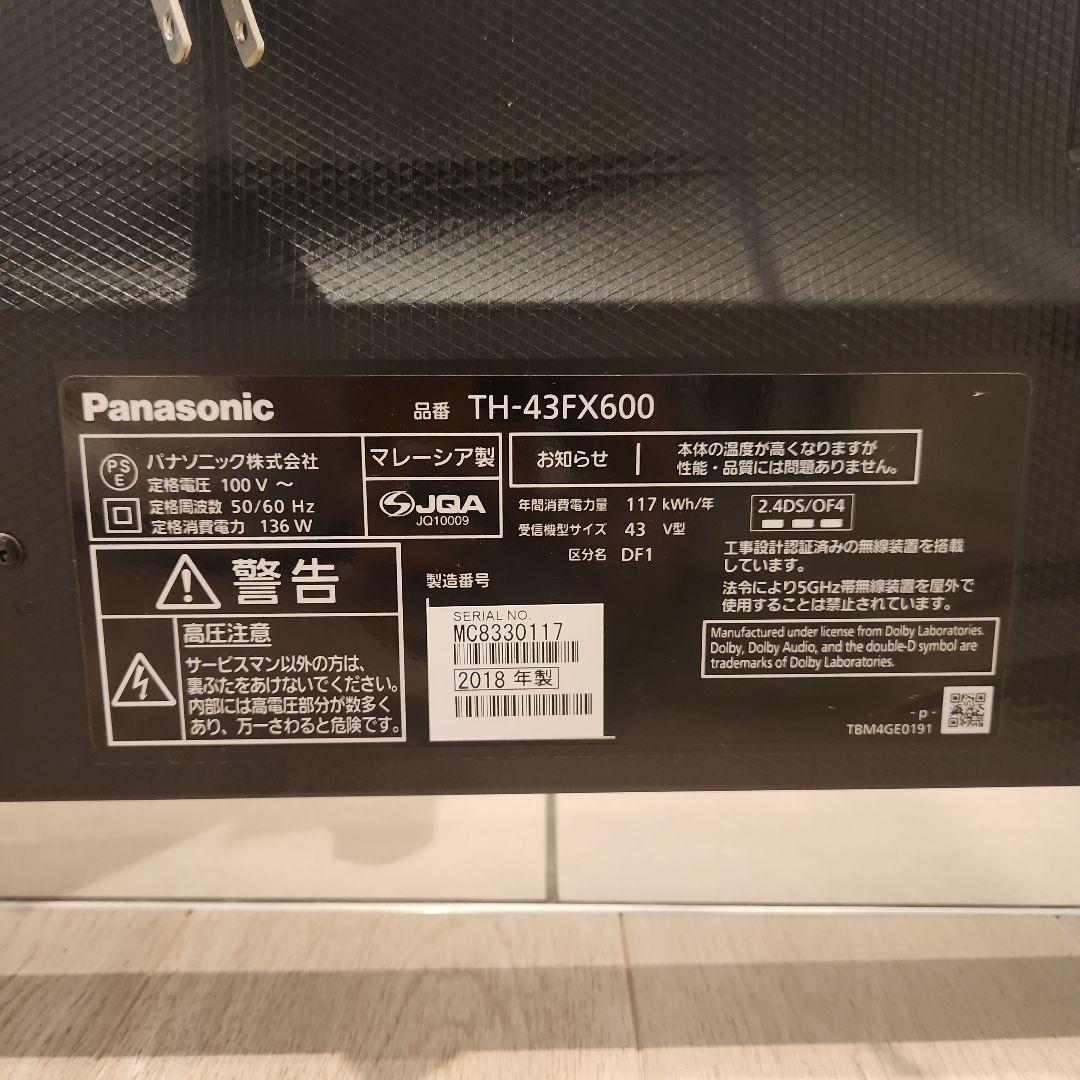 Panasonic
品番 TH-43FX600
PS
E
パナソニック株式会社
定格電圧 100 V ～
定格周波数 50/60 Hz
定格消費電力 136 W
マレーシア製
JQA
JQ10009
お知らせ
本体の温度が高くなりますが
性能・品質には問題ありません。
年間消費電力量 117 kWh/年
受信機型サイズ 43 V型
区分名 DF1
2.4DS/OF4
工事設計認証済みの無線装置を搭載
しています。
法令により5GHz帯無線装置を屋外で
使用することは禁止されています。
警告
高圧注意
サービスマン以外の方は、
裏ぶたをあけないでください。
内部には高電圧部分が数多く
あり、万一さわると危険です。
製造番号
SERIAL NO.
MC8330117
2018 年製
Manufactured under license from Dolby Laboratories.
Dolby, Dolby Audio, and the double-D symbol are
trademarks of Dolby Laboratories.
- p -
TBM4GE0191